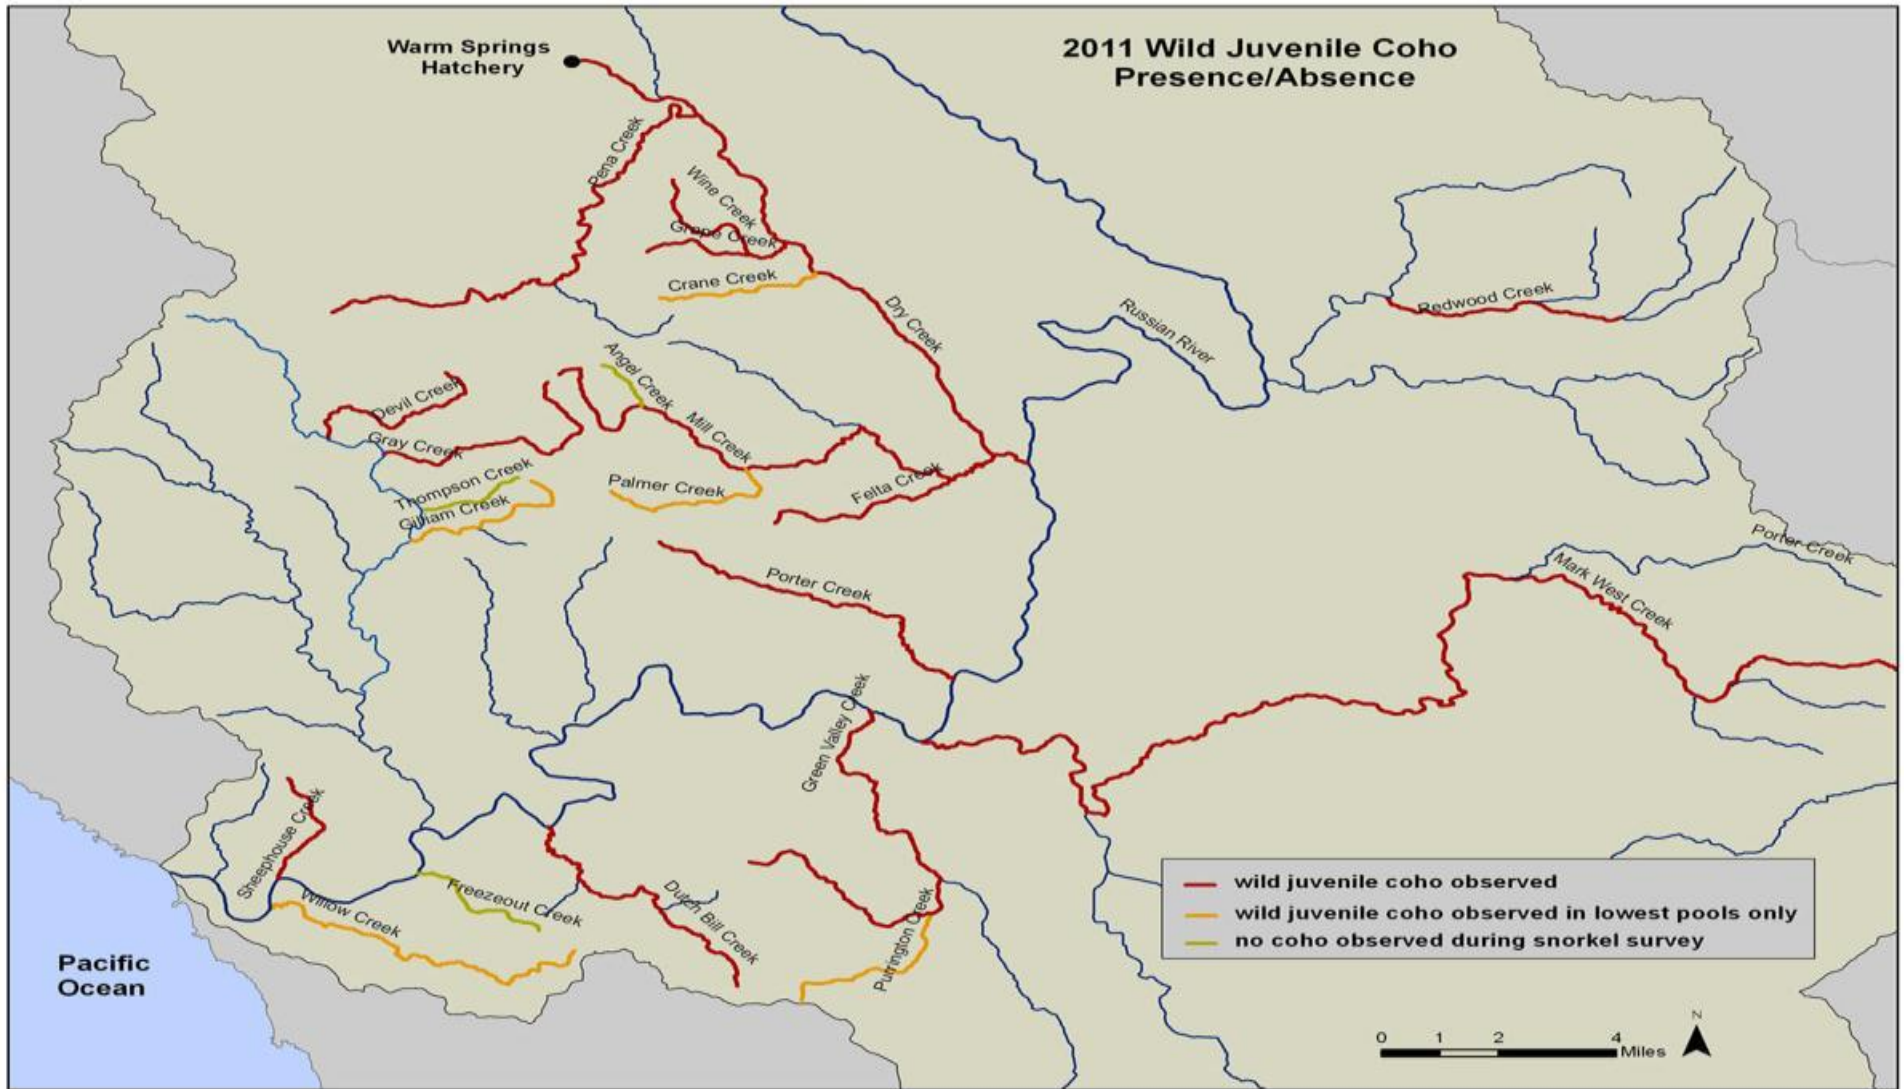 Warm Springs
Hatchery
2011 Wild Juvenile Coho
Presence/Absence
Pena Creek
Wine Creek
Grape Creek
Crane Creek
Dry Creek
Russian River
Redwood Creek
Angel Creek
Devil Creek
Mill Creek
Gray Creek
Thompson Creek
Palmer Creek
Felta Creek
Gilliam Creek
Porter Creek
Mark West Creek
Porter Creek
Green Valley Creek
Sheephouse Creek
Willow Creek
Freezeout Creek
Dutch Bill Creek
Purrington Creek
wild juvenile coho observed
wild juvenile coho observed in lowest pools only
no coho observed during snorkel survey
Pacific
Ocean
0 1 2 4
Miles
N